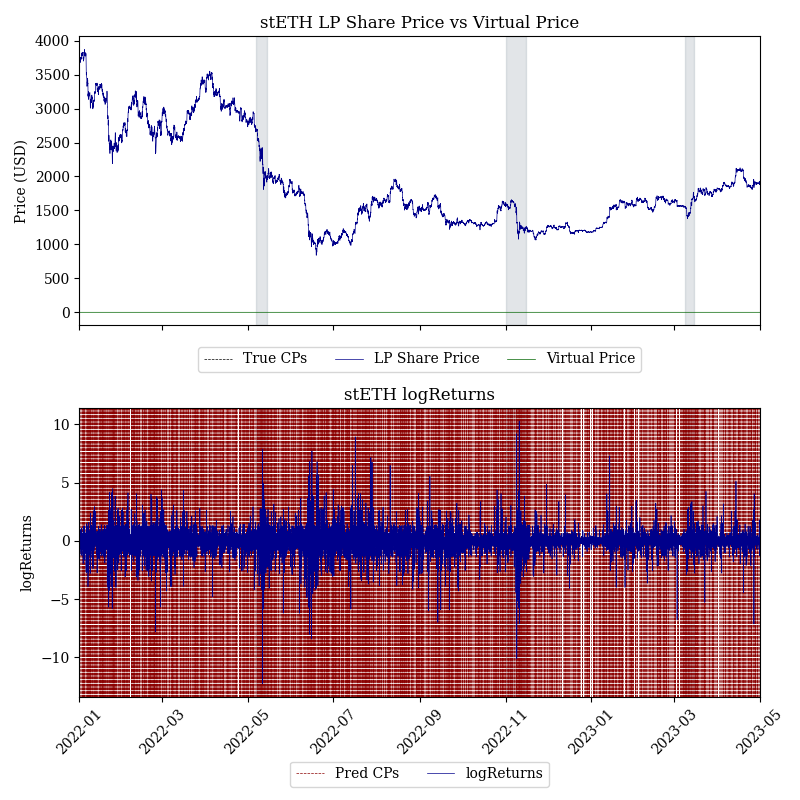 stETH LP Share Price vs Virtual Price
Price (USD)
4000
3500
3000
2500
2000
1500
1000
500
0
True CPs LP Share Price Virtual Price
stETH logReturns
logReturns
10
5
0
−5
−10
2022-01 2022-03 2022-05 2022-07 2022-09 2022-11 2023-01 2023-03 2023-05
Pred CPs logReturns